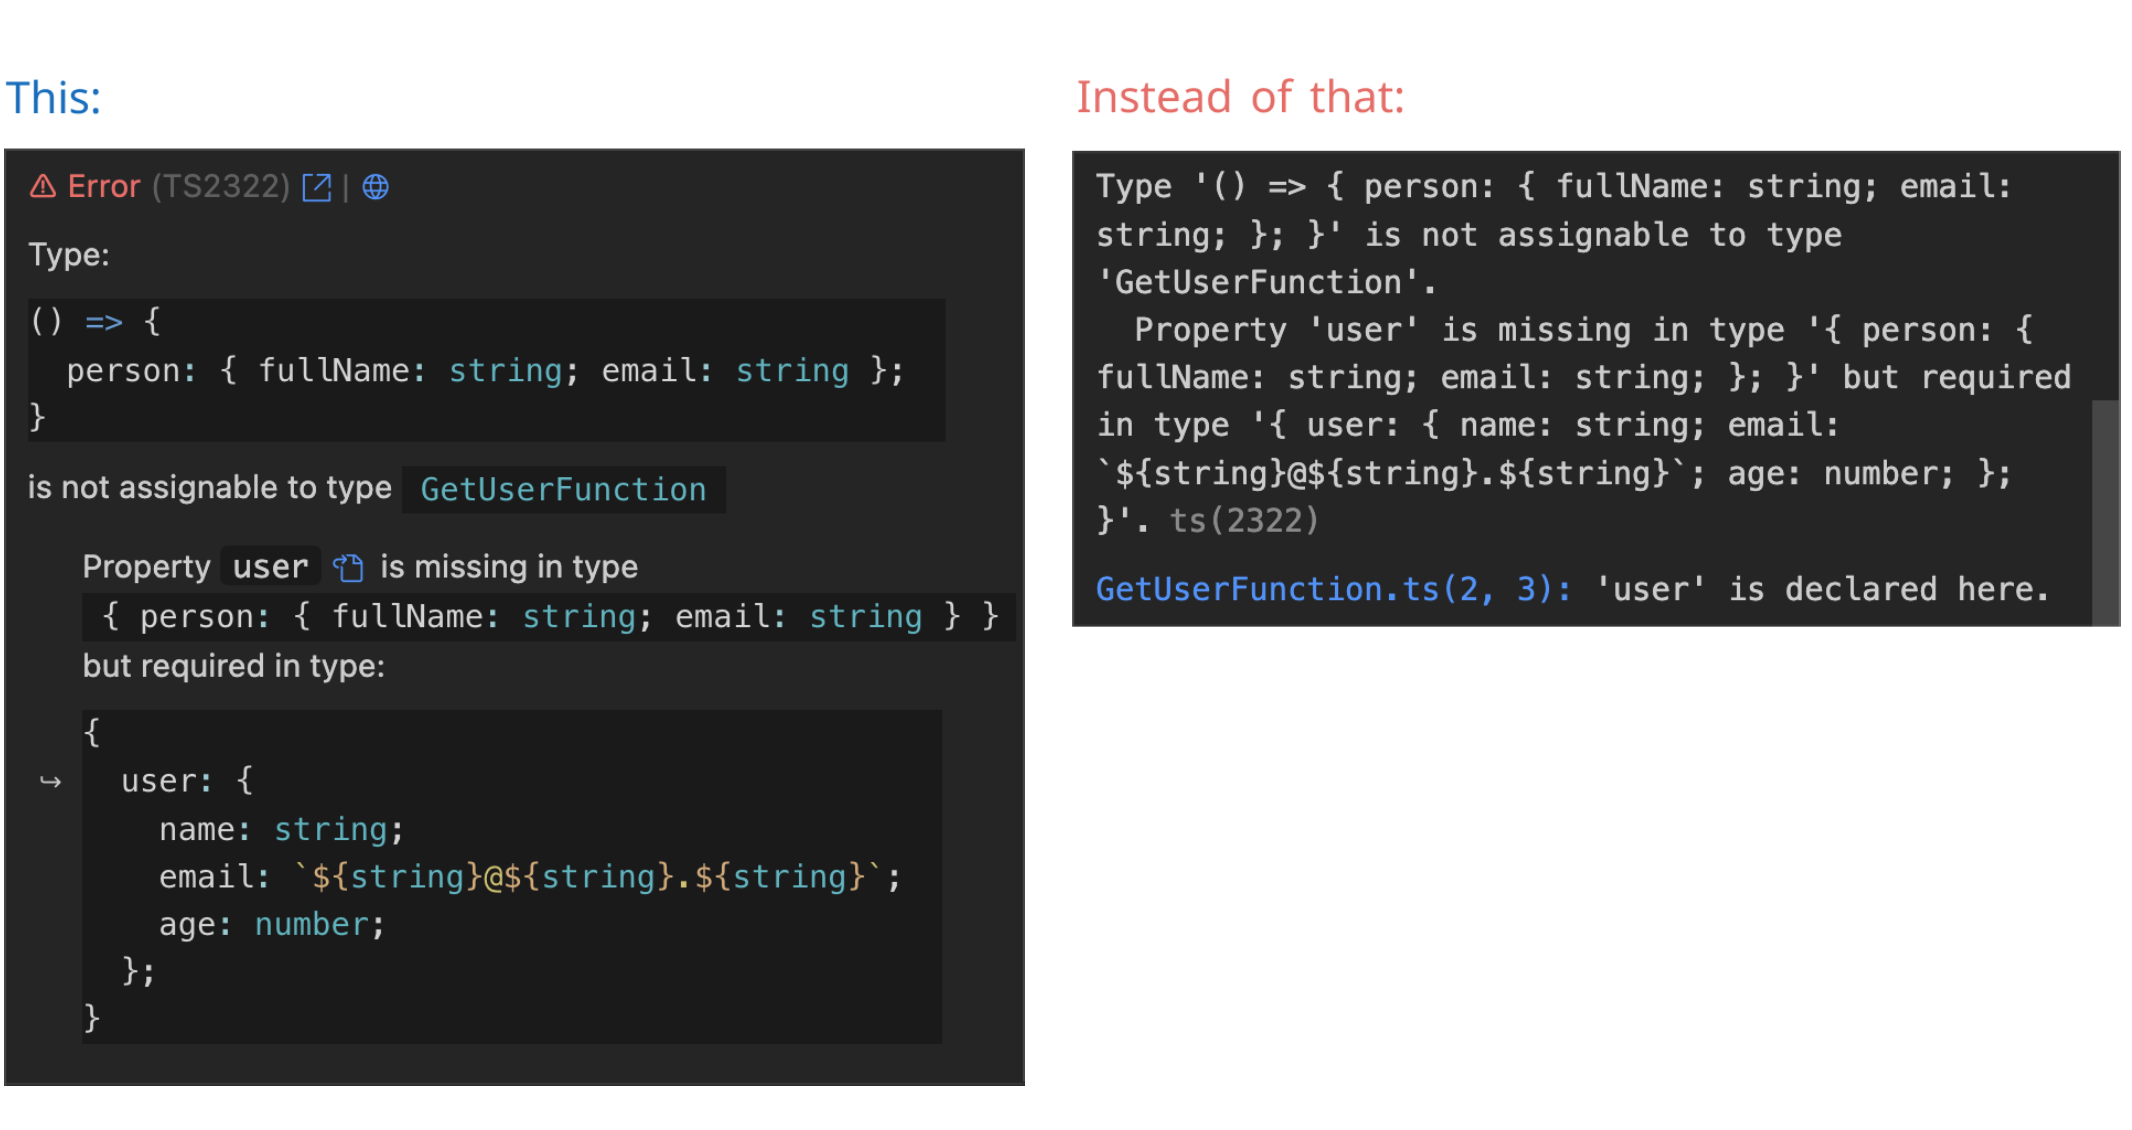 This:
Error (TS2322) |
Type:
() => {
  person: { fullName: string; email: string };
}
is not assignable to type GetUserFunction
Property user is missing in type
{ person: { fullName: string; email: string } }
but required in type:
{
  user: {
    name: string;
    email: `${string}@${string}.${string}`;
    age: number;
  };
}
Instead of that:
Type '() => { person: { fullName: string; email:
string; }; }' is not assignable to type
'GetUserFunction'.
  Property 'user' is missing in type '{ person: {
fullName: string; email: string; }; }' but required
in type '{ user: { name: string; email:
`${string}@${string}.${string}`; age: number; };
}'. ts(2322)
GetUserFunction.ts(2, 3): 'user' is declared here.